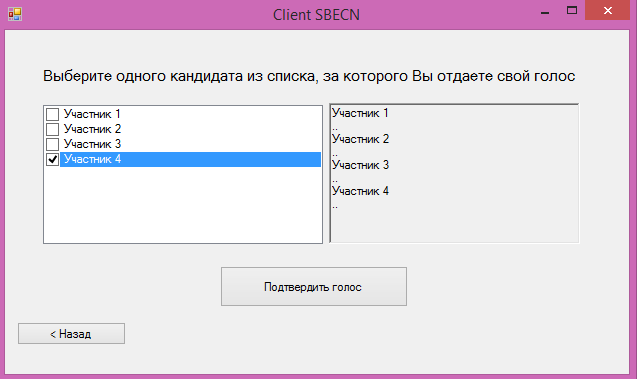 Client SBECN
Выберите одного кандидата из списка, за которого Вы отдаете свой голос
Участник 1
Участник 2
Участник 3
Участник 4
Участник 1
..
Участник 2
..
Участник 3
..
Участник 4
..
Подтвердить голос
< Назад